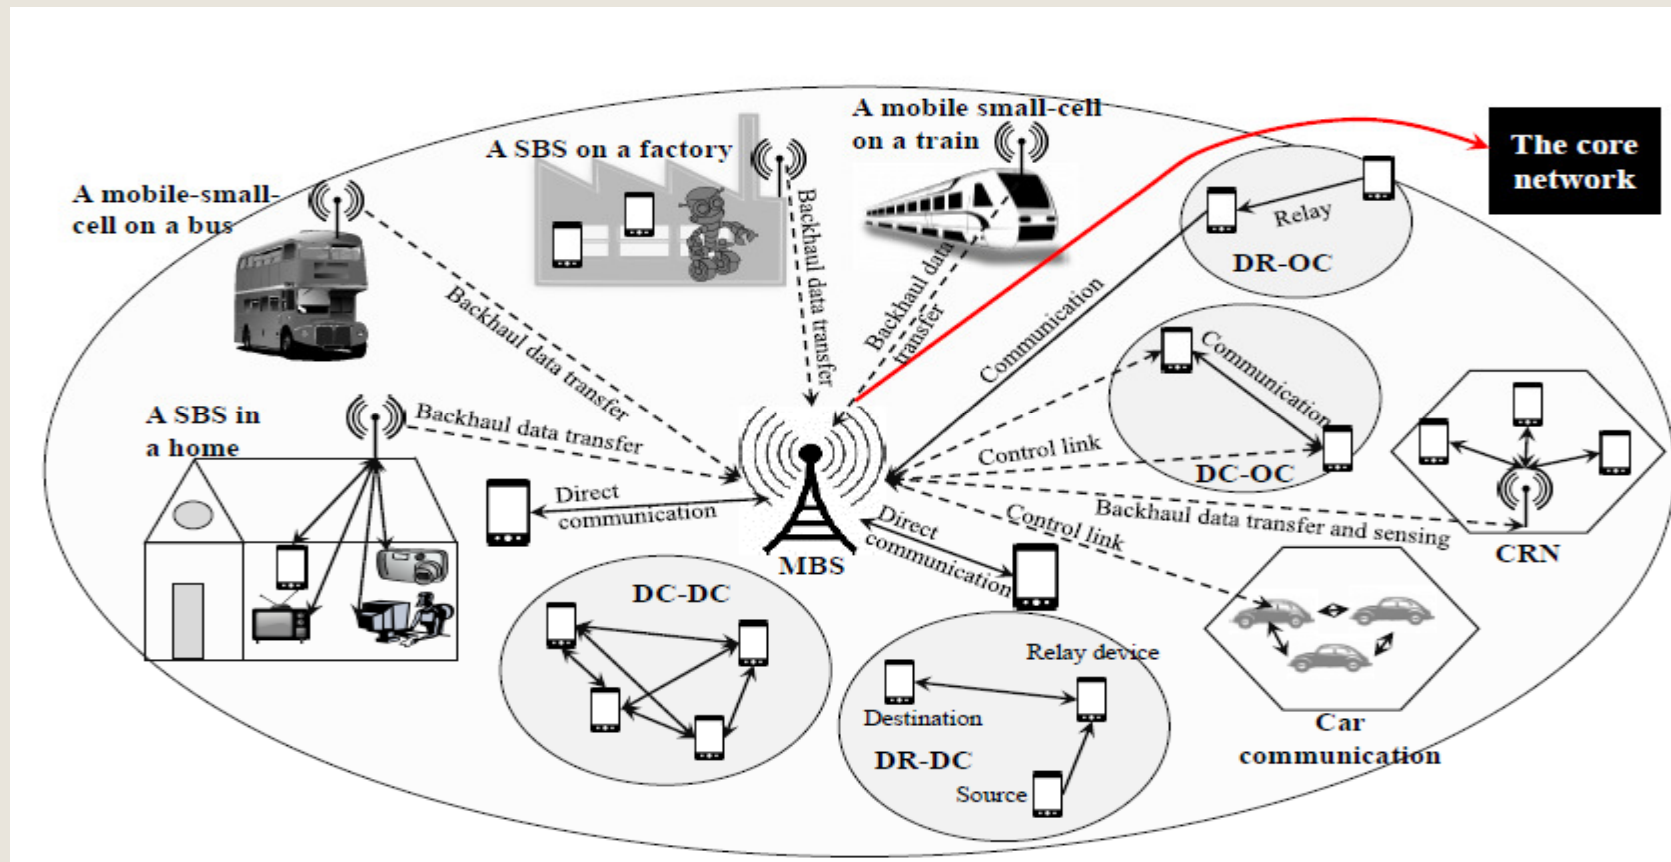 A mobile small-cell
on a train
A SBS on a factory
The core
network
A mobile-small-
cell on a bus
Relay
DR-OC
Backhaul data transfer
Backhaul data transfer
Backhaul data
transfer
Communication
Communication
A SBS in
a home
Backhaul data transfer
Control link
DC-OC
Direct
communication
Backhaul data transfer and sensing
Control link
CRN
Direct
communication
MBS
DC-DC
Relay device
Destination
DR-DC
Source
Car
communication